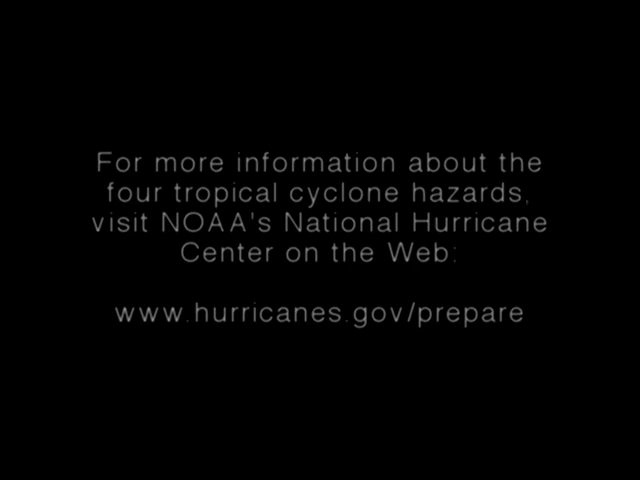 For more information about the
four tropical cyclone hazards,
visit NOAA's National Hurricane
Center on the Web:
www.hurricanes.gov/prepare